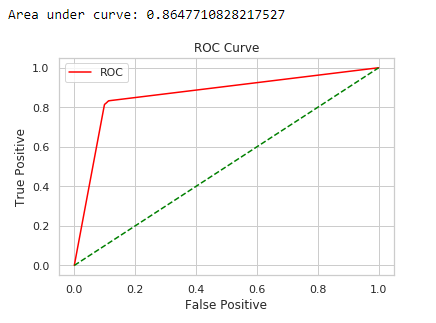 Area under curve: 0.8647710828217527
ROC Curve
ROC
True Positive
1.0
0.8
0.6
0.4
0.2
0.0
0.0 0.2 0.4 0.6 0.8 1.0
False Positive